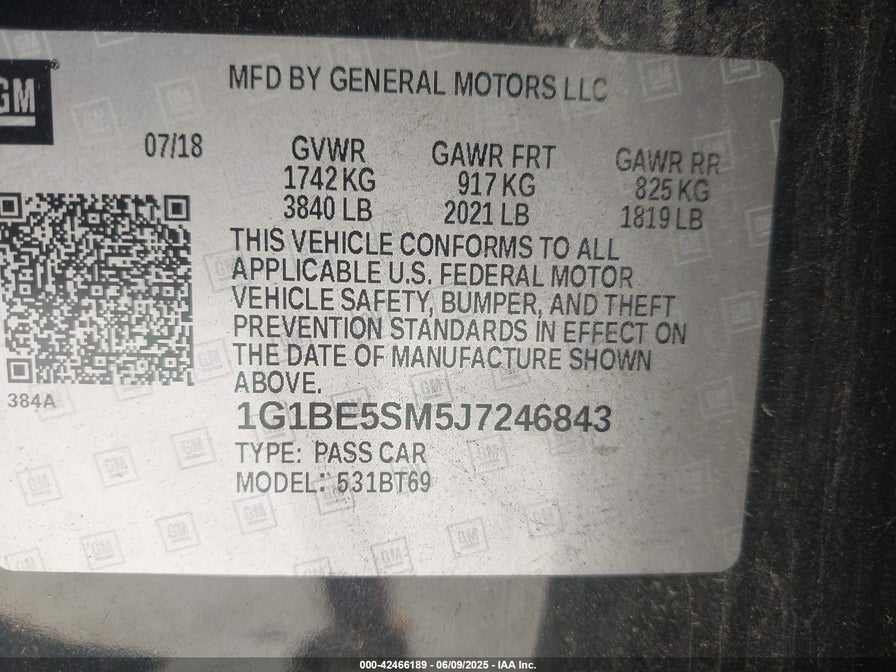 GM
MFD BY GENERAL MOTORS LLC
07/18 GVWR GAWR FRT GAWR RR
1742 KG 917 KG 825 KG
3840 LB 2021 LB 1819 LB
THIS VEHICLE CONFORMS TO ALL
APPLICABLE U.S. FEDERAL MOTOR
VEHICLE SAFETY, BUMPER, AND THEFT
PREVENTION STANDARDS IN EFFECT ON
THE DATE OF MANUFACTURE SHOWN
ABOVE.
384A
1G1BE5SM5J7246843
TYPE: PASS CAR
MODEL: 531BT69
000-42466189 - 06/09/2025 - IAA Inc.